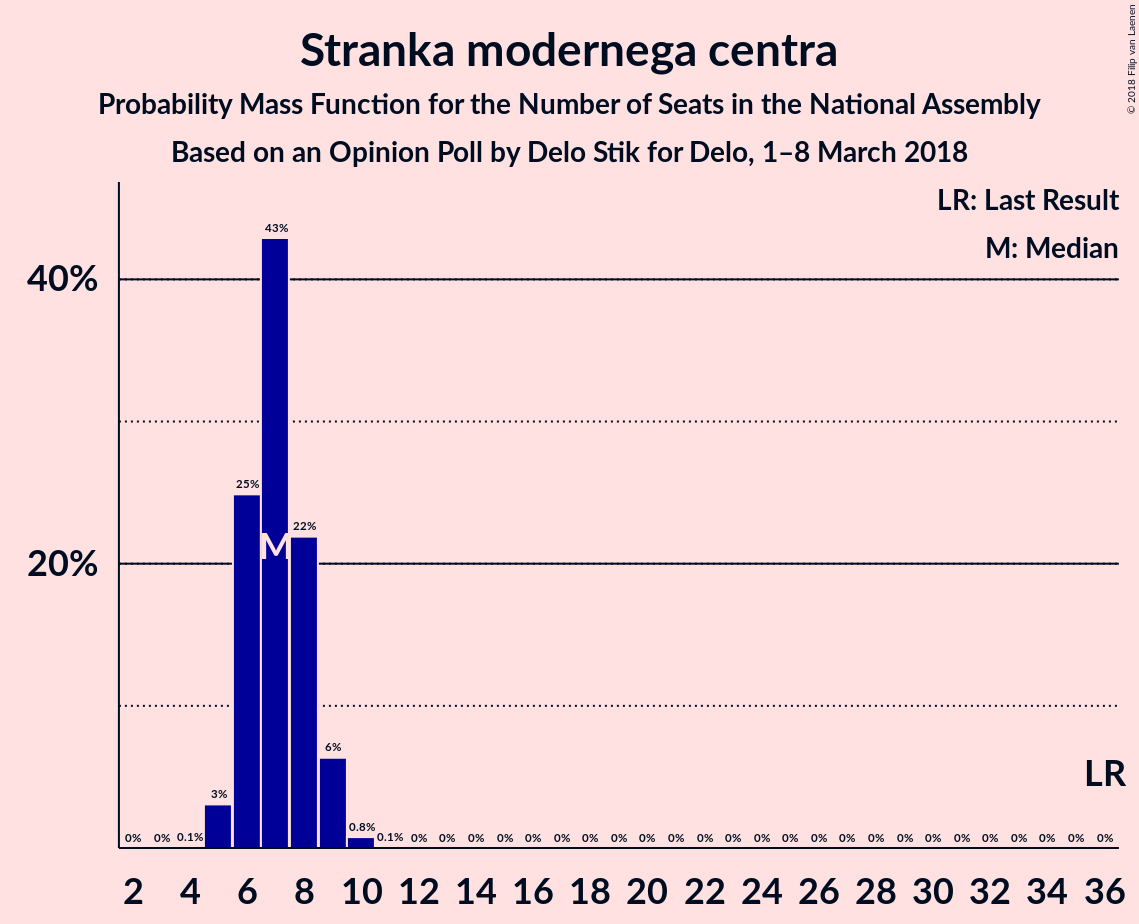 Stranka modernega centra
Probability Mass Function for the Number of Seats in the National Assembly
Based on an Opinion Poll by Delo Stik for Delo, 1–8 March 2018
© 2018 Filip van Laenen
LR: Last Result
M: Median
43%
40%
25%
22%
M
20%
LR
6%
3%
0% 0% 0.1% 0.8% 0.1% 0% 0% 0% 0% 0% 0% 0% 0% 0% 0% 0% 0% 0% 0% 0% 0% 0% 0% 0% 0% 0% 0% 0% 0% 0%
2 4 6 8 10 12 14 16 18 20 22 24 26 28 30 32 34 36